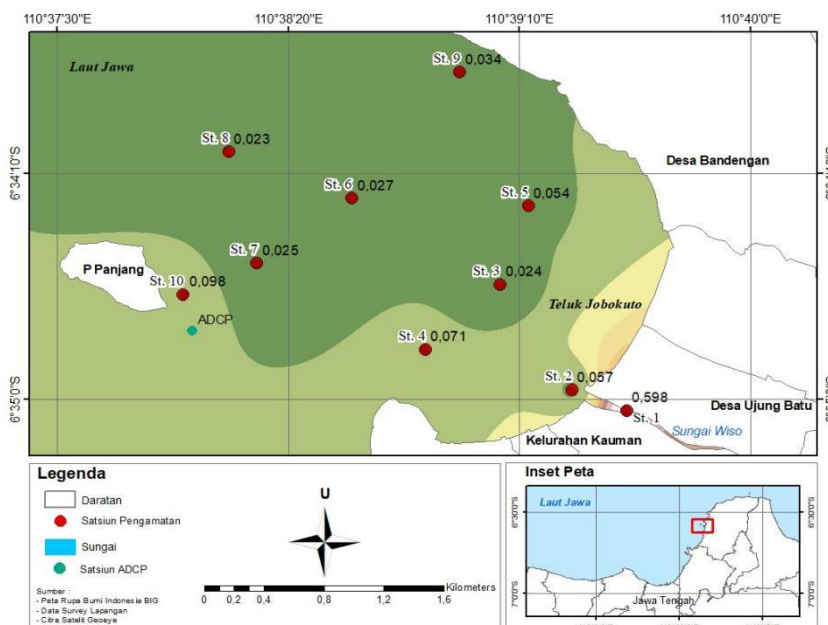 110°37'30"E 110°38'20"E 110°39'10"E 110°40'0"E
Laut Jawa
St. 9 0,034
St. 8 0,023
6°34'10"S
Desa Bandengan
St. 6 0,027
St. 5 0,054
P Panjang
St. 7 0,025
St. 10 0,098
St. 3 0,024
Teluk Jobokuto
ADCP
St. 4 0,071
St. 2 0,057
6°35'0"S
0,598
St. 1
Desa Ujung Batu
Sungai Wiso
Kelurahan Kauman
Legenda
Daratan
Satsiun Pengamatan
Sungai
Satsiun ADCP
Sumber :
- Peta Rupa Bumi Indonesia BIG
- Data Survey Lapangan
- Citra Satelit Geoeye
U
Kilometers
0 0,2 0,4 0,8 1,2 1,6
Inset Peta
Laut Jawa
6°30'0"S
7°0'0"S
Jawa Tengah